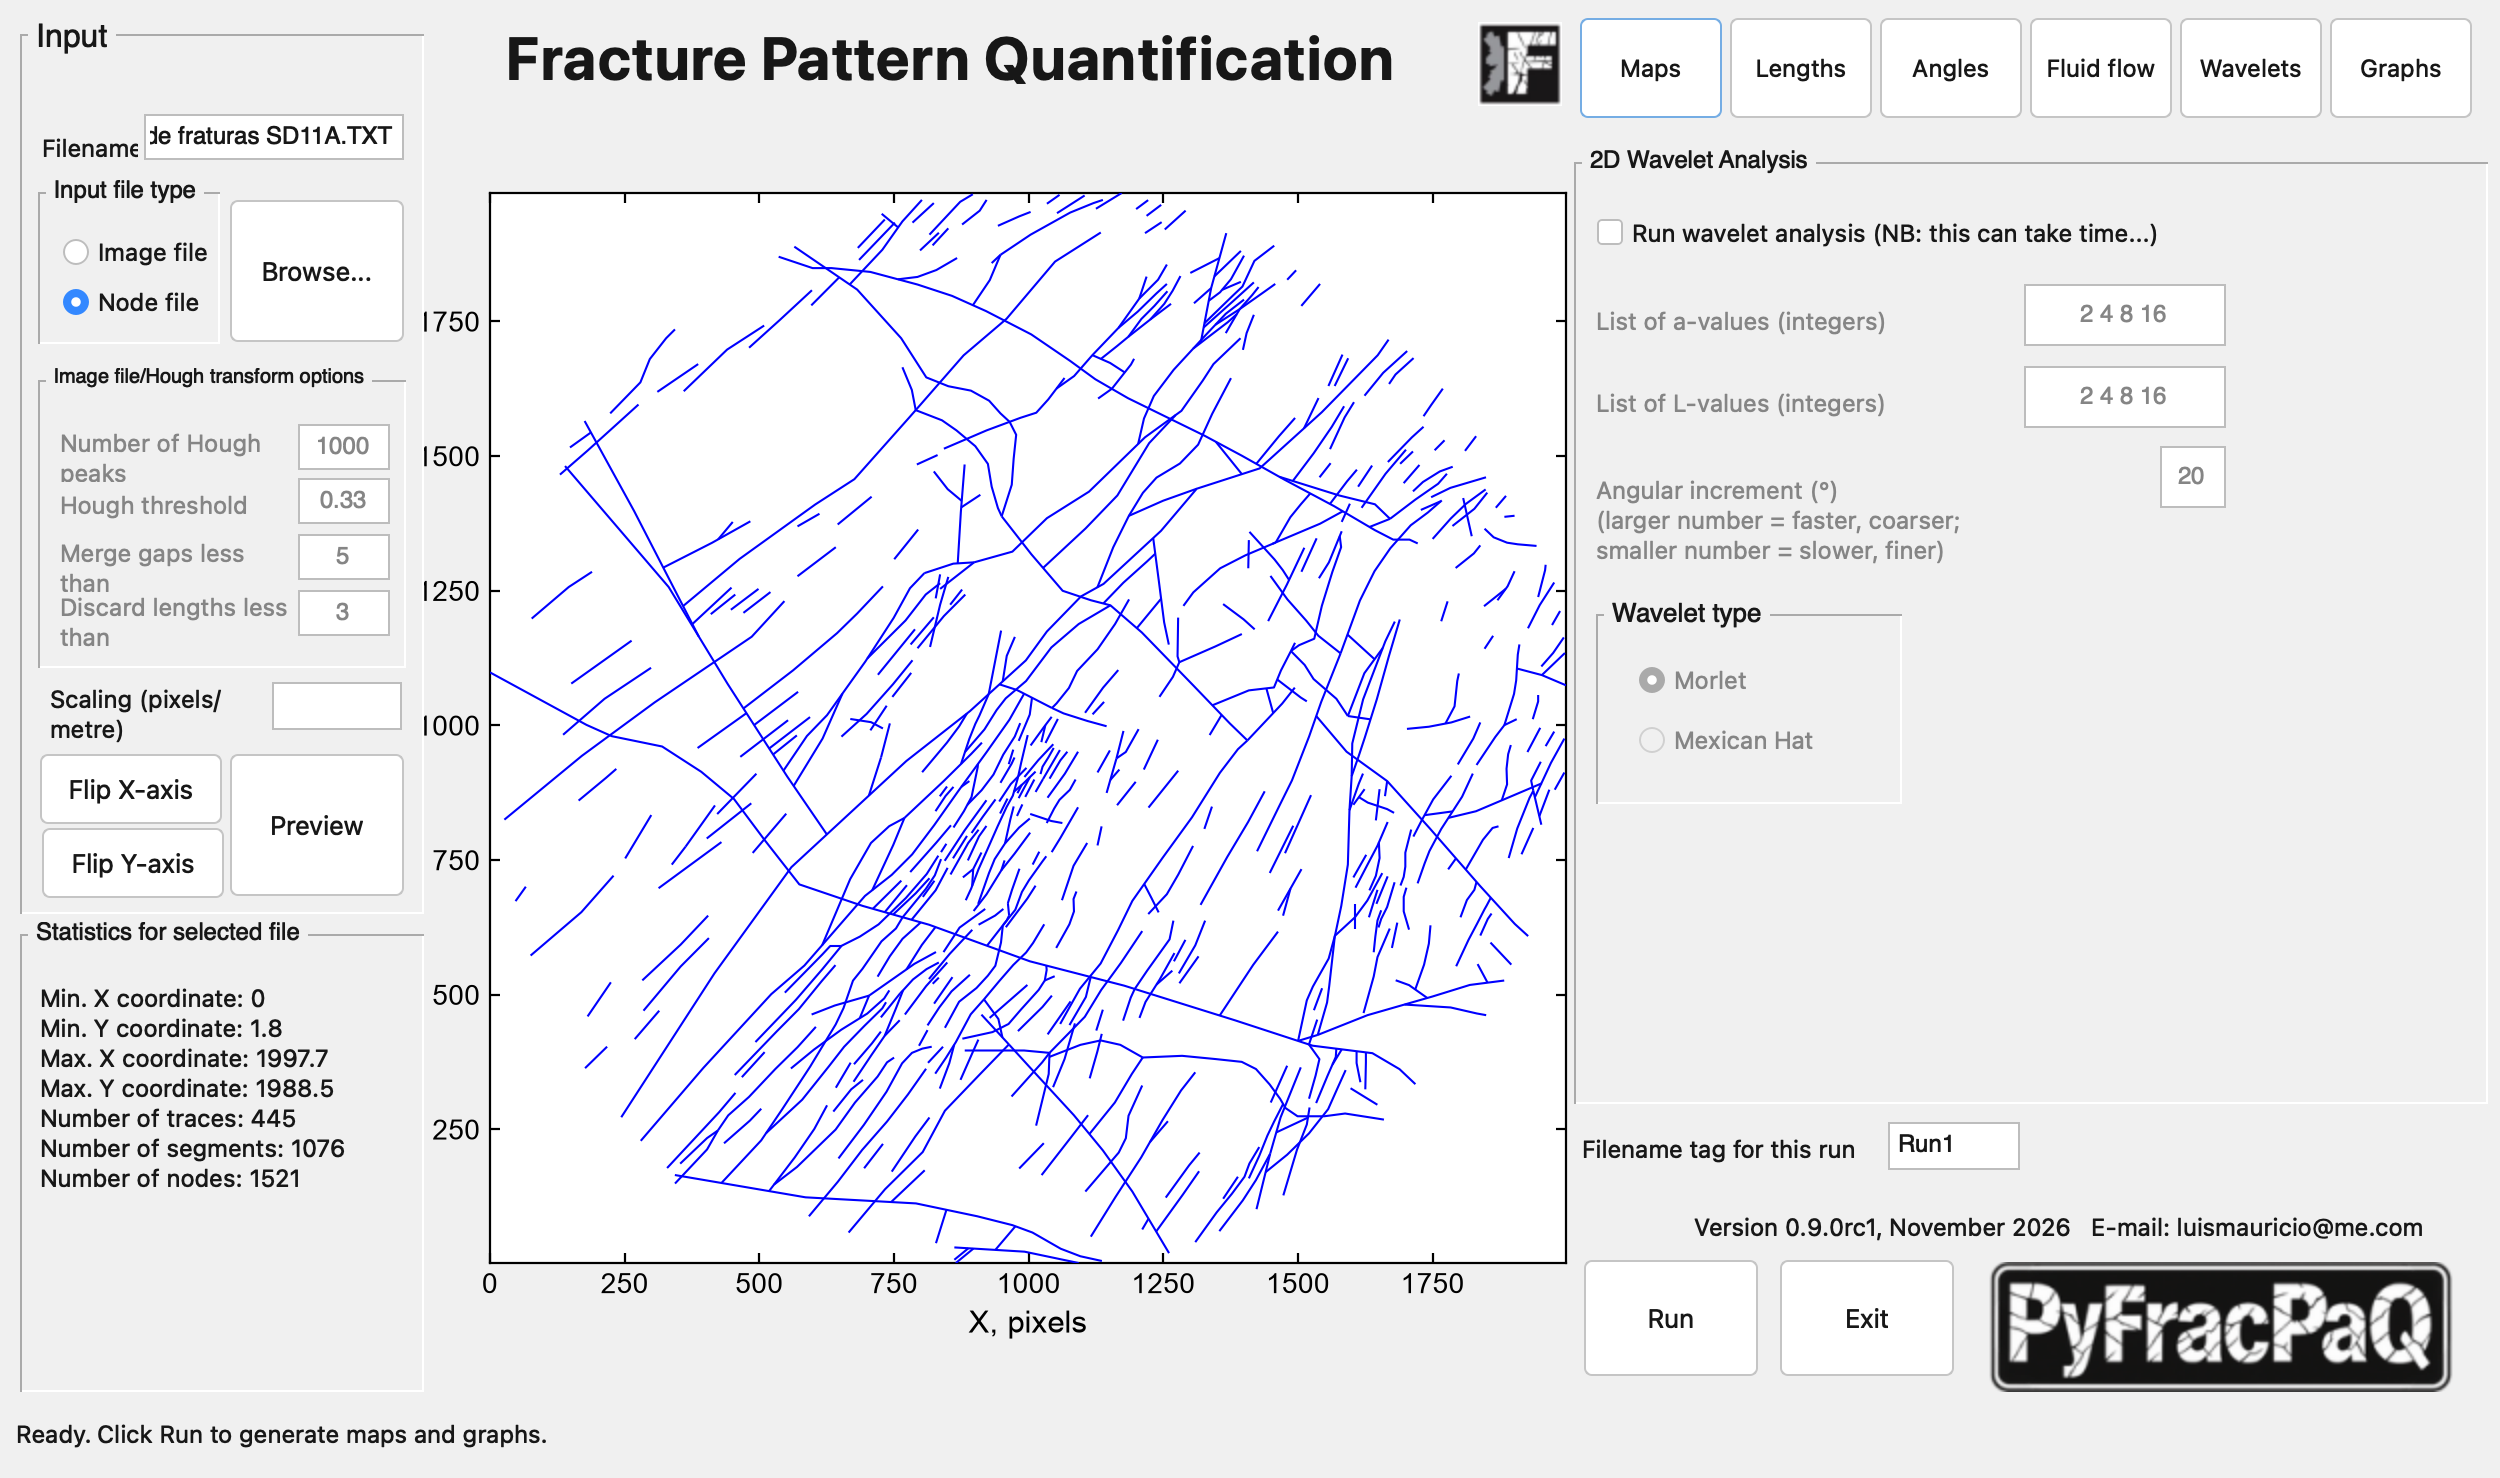 Input
Fracture Pattern Quantification
Maps
Lengths
Angles
Fluid flow
Wavelets
Graphs
Filename
de fraturas SD11A.TXT
Input file type
Image file
Node file
Browse...
Image file/Hough transform options
Number of Hough
peaks
1000
Hough threshold
0.33
Merge gaps less
than
5
Discard lengths less
than
3
Scaling (pixels/
metre)
Flip X-axis
Flip Y-axis
Preview
Statistics for selected file
Min. X coordinate: 0
Min. Y coordinate: 1.8
Max. X coordinate: 1997.7
Max. Y coordinate: 1988.5
Number of traces: 445
Number of segments: 1076
Number of nodes: 1521
1750
1500
1250
1000
750
500
250
0 250 500 750 1000 1250 1500 1750
X, pixels
2D Wavelet Analysis
Run wavelet analysis (NB: this can take time...)
List of a-values (integers)
2 4 8 16
List of L-values (integers)
2 4 8 16
Angular increment (°)
(larger number = faster, coarser;
smaller number = slower, finer)
20
Wavelet type
Morlet
Mexican Hat
Filename tag for this run
Run1
Version 0.9.0rc1, November 2026 E-mail: luismauricio@me.com
Run
Exit
PyFracPaQ
Ready. Click Run to generate maps and graphs.
F